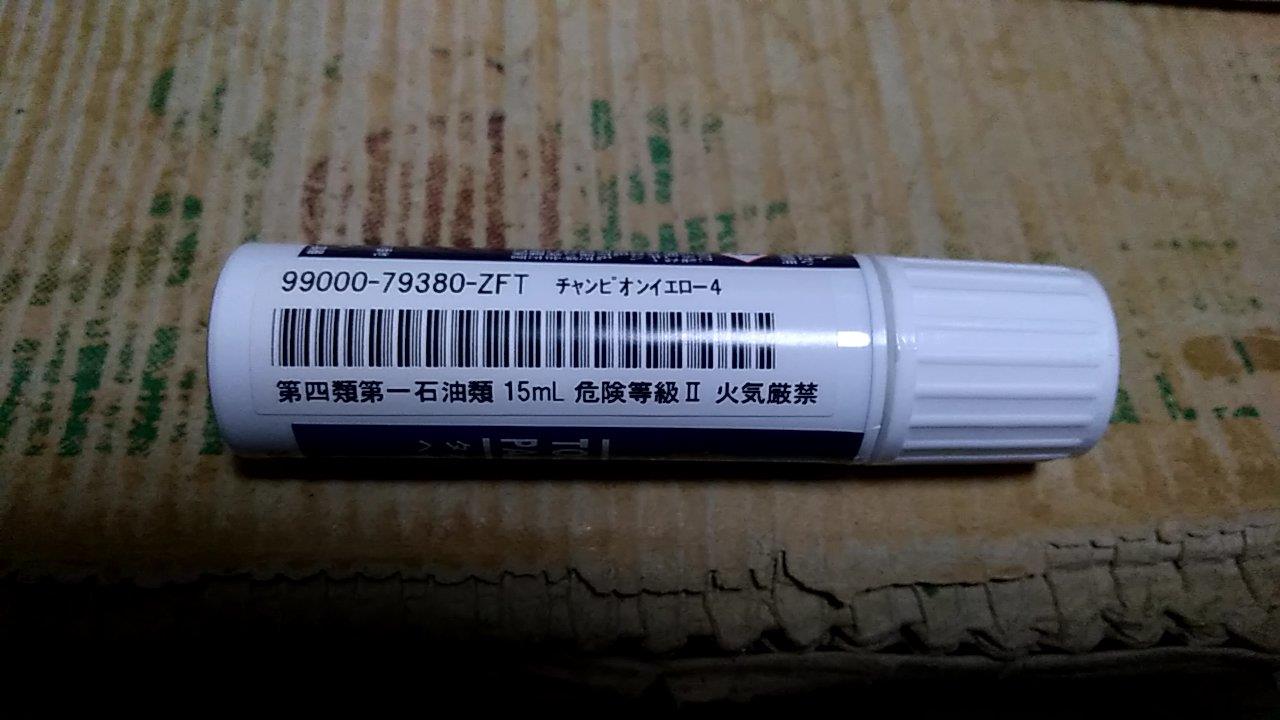 99000-79380-ZFT チャンピオンイエロー4
第四類第一石油類 15mL 危険等級Ⅱ 火気厳禁